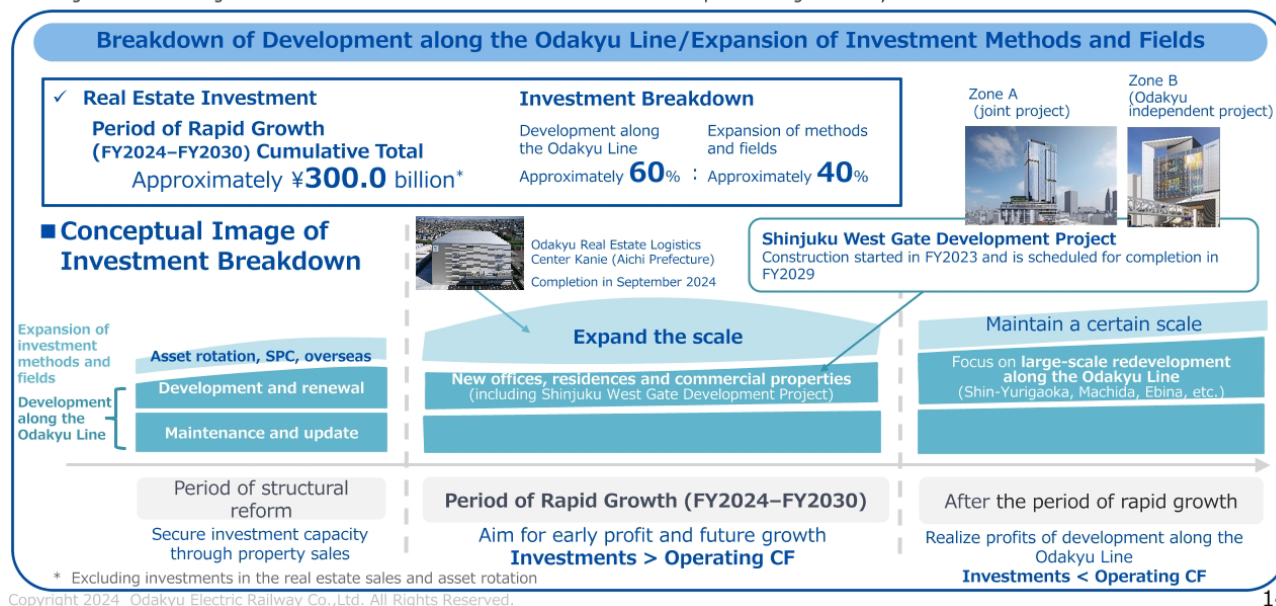 Breakdown of Development along the Odakyu Line/Expansion of Investment Methods and Fields
✓ Real Estate Investment
Period of Rapid Growth
(FY2024–FY2030) Cumulative Total
Approximately ¥300.0 billion*
Investment Breakdown
Development along
the Odakyu Line
Approximately 60%
:
Expansion of methods
and fields
Approximately 40%
Zone A
(joint project)
Zone B
(Odakyu
independent project)
■ Conceptual Image of
Investment Breakdown
Odakyu Real Estate Logistics
Center Kanie (Aichi Prefecture)
Completion in September 2024
Shinjuku West Gate Development Project
Construction started in FY2023 and is scheduled for completion in
FY2029
Expansion of
investment
methods and
fields
Development
along the
Odakyu Line
Asset rotation, SPC, overseas
Development and renewal
Maintenance and update
Expand the scale
New offices, residences and commercial properties
(including Shinjuku West Gate Development Project)
Maintain a certain scale
Focus on large-scale redevelopment
along the Odakyu Line
(Shin-Yurigaoka, Machida, Ebina, etc.)
Period of structural
reform
Secure investment capacity
through property sales
Period of Rapid Growth (FY2024–FY2030)
Aim for early profit and future growth
Investments > Operating CF
After the period of rapid growth
Realize profits of development along the
Odakyu Line
Investments < Operating CF
* Excluding investments in the real estate sales and asset rotation
Copyright 2024 Odakyu Electric Railway Co.,Ltd. All Rights Reserved.